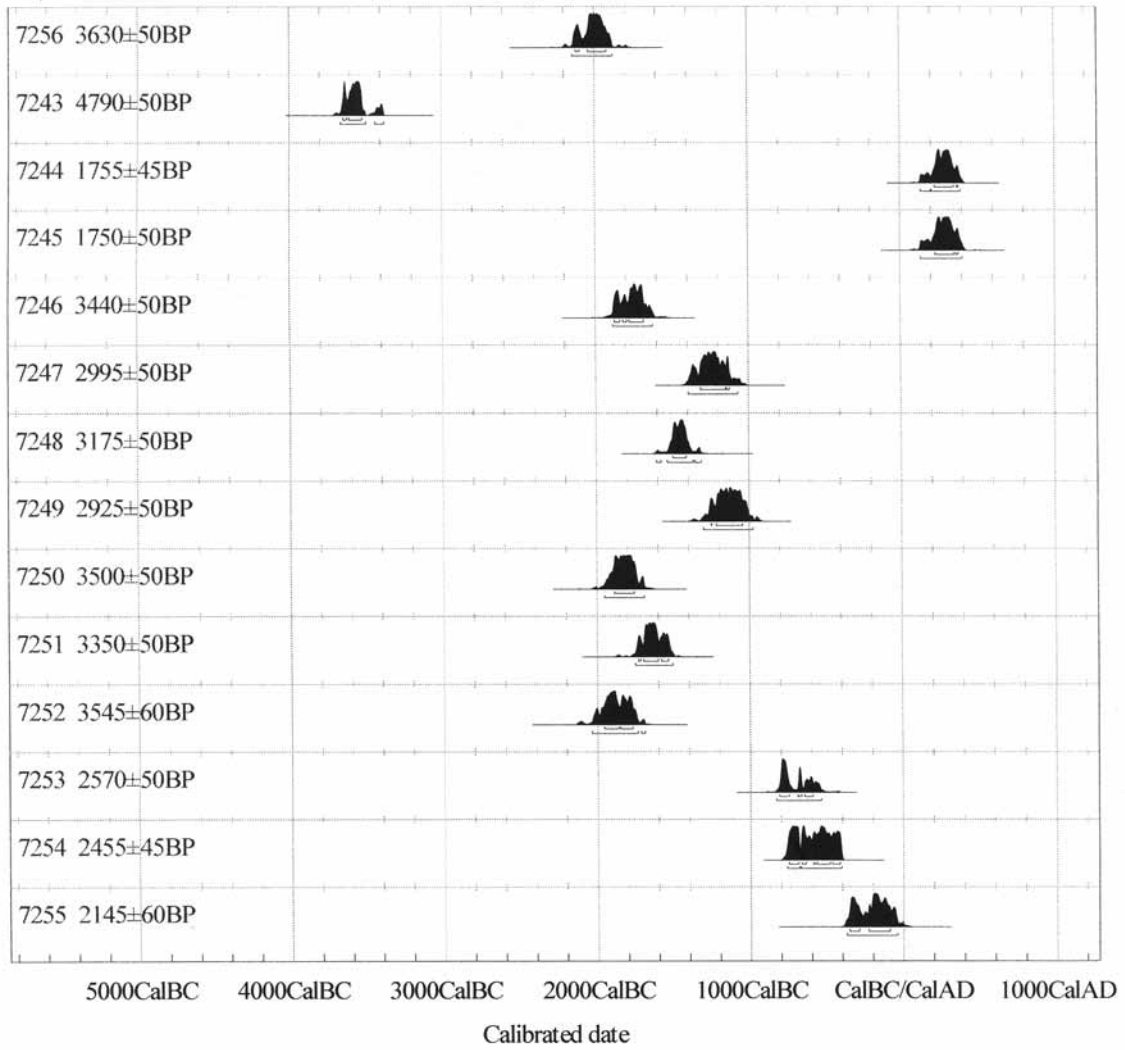 7256 3630±50BP
7243 4790±50BP
7244 1755±45BP
7245 1750±50BP
7246 3440±50BP
7247 2995±50BP
7248 3175±50BP
7249 2925±50BP
7250 3500±50BP
7251 3350±50BP
7252 3545±60BP
7253 2570±50BP
7254 2455±45BP
7255 2145±60BP
5000CalBC 4000CalBC 3000CalBC 2000CalBC 1000CalBC CalBC/CalAD 1000CalAD
Calibrated date